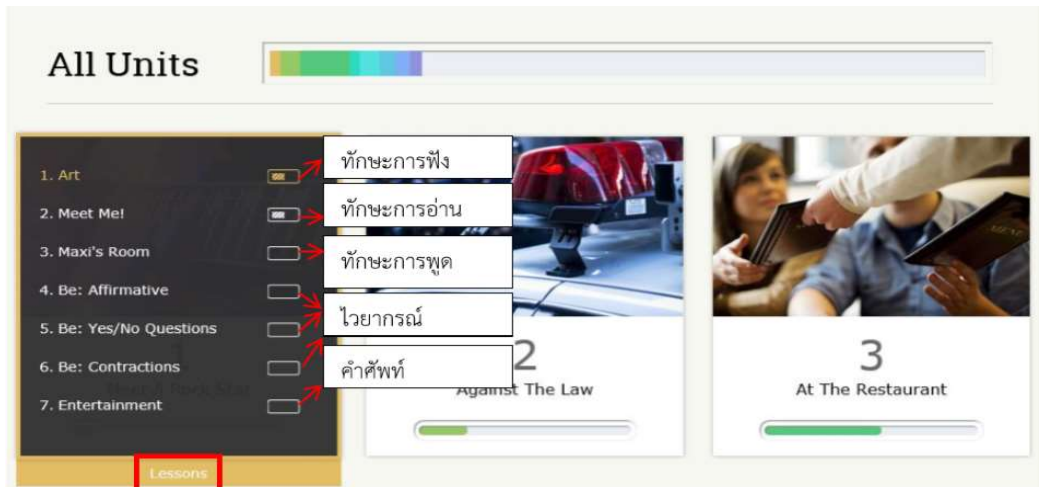 All Units
1. Art
2. Meet Me!
3. Maxi's Room
4. Be: Affirmative
5. Be: Yes/No Questions
6. Be: Contractions
7. Entertainment
Lessons
ทักษะการฟัง
ทักษะการอ่าน
ทักษะการพูด
ไวยากรณ์
คำศัพท์
2
Against The Law
3
At The Restaurant